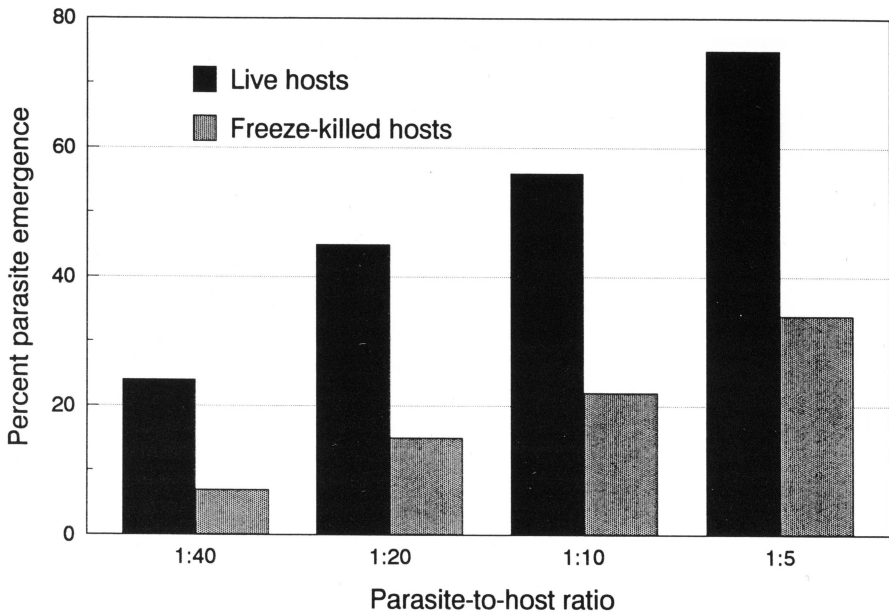 80
60
40
20
0
Percent parasite emergence
Live hosts
Freeze-killed hosts
1:40
1:20
1:10
1:5
Parasite-to-host ratio